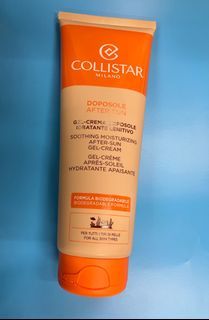 COLLISTAR
MILANO
DOPOSOLE
AFTER SUN
GEL-CREMA DOPOSOLE
IDRATANTE LENITIVO
SOOTHING MOISTURIZING
AFTER-SUN
GEL-CREAM
GEL-CRÈME
APRÈS-SOLEIL
HYDRATANTE APAISANTE
FORMULA BIODEGRADABILE
BIODEGRADABLE FORMULA
PER TUTTI I TIPI DI PELLE
FOR ALL SKIN TYPES